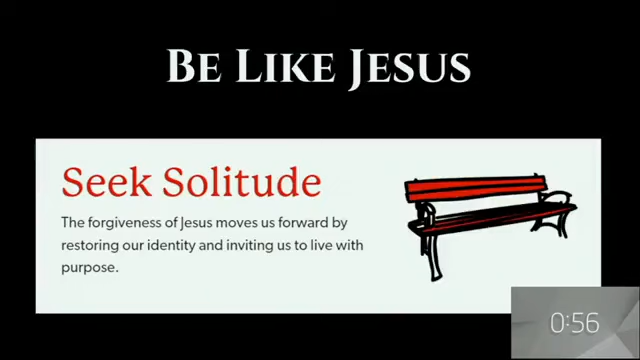 Be Like Jesus
Seek Solitude
The forgiveness of Jesus moves us forward by
restoring our identity and inviting us to live with
purpose.
0:56